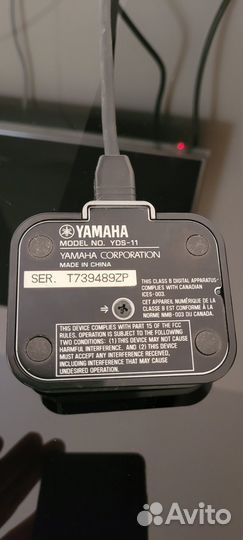 YAMAHA
MODEL NO. YDS-11
YAMAHA CORPORATION
MADE IN CHINA
SER. T739489ZP
THIS CLASS B DIGITAL APPARATUS
COMPLIES WITH CANADIAN
ICES-003.
CET APPAREIL NUMÉRIQUE DE LA
CLASSE B EST CONFORME À LA
NORME NMB-003 DU CANADA.
THIS DEVICE COMPLIES WITH PART 15 OF THE FCC
RULES. OPERATION IS SUBJECT TO THE FOLLOWING
TWO CONDITIONS: (1) THIS DEVICE MAY NOT CAUSE
HARMFUL INTERFERENCE, AND (2) THIS DEVICE
MUST ACCEPT ANY INTERFERENCE RECEIVED,
INCLUDING INTERFERENCE THAT MAY CAUSE
UNDESIRED OPERATION.
Avito